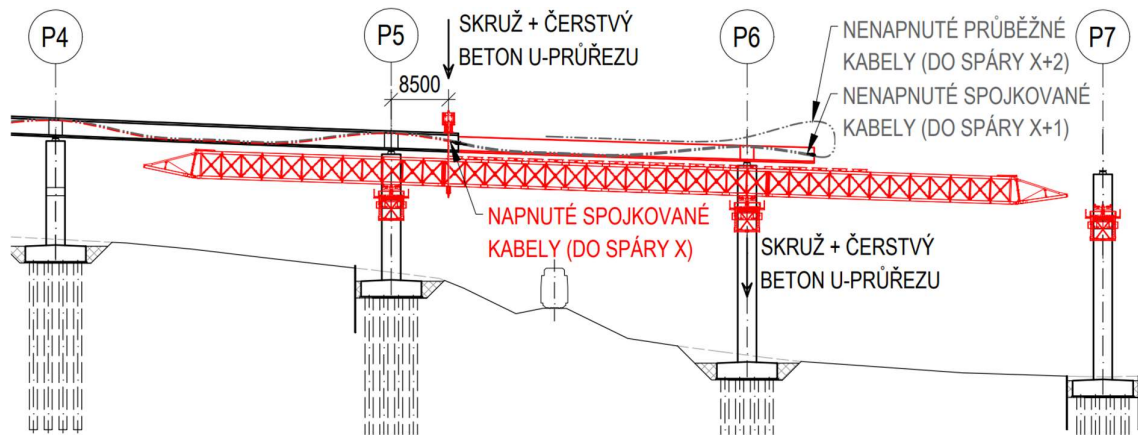 P4
P5
SKRUŽ + ČERSTVÝ
BETON U-PRŮŘEZU
8500
P6
NENAPNUTÉ PRŮBĚŽNÉ
KABELY (DO SPÁRY X+2)
NENAPNUTÉ SPOJKOVANÉ
KABELY (DO SPÁRY X+1)
P7
NAPNUTÉ SPOJKOVANÉ
KABELY (DO SPÁRY X)
SKRUŽ + ČERSTVÝ
BETON U-PRŮŘEZU